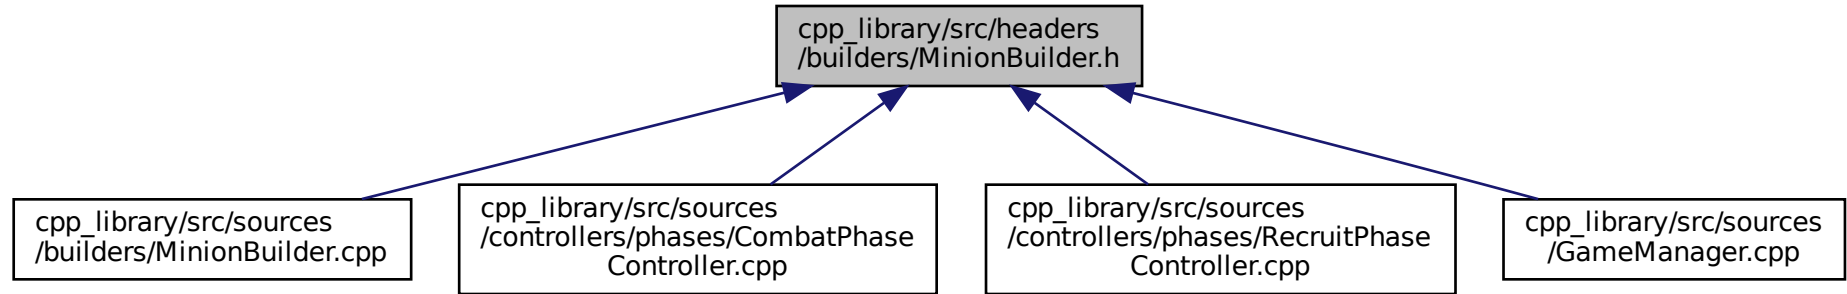 cpp_library/src/headers
/builders/MinionBuilder.h
cpp_library/src/sources
/builders/MinionBuilder.cpp
cpp_library/src/sources
/controllers/phases/CombatPhase
Controller.cpp
cpp_library/src/sources
/controllers/phases/RecruitPhase
Controller.cpp
cpp_library/src/sources
/GameManager.cpp